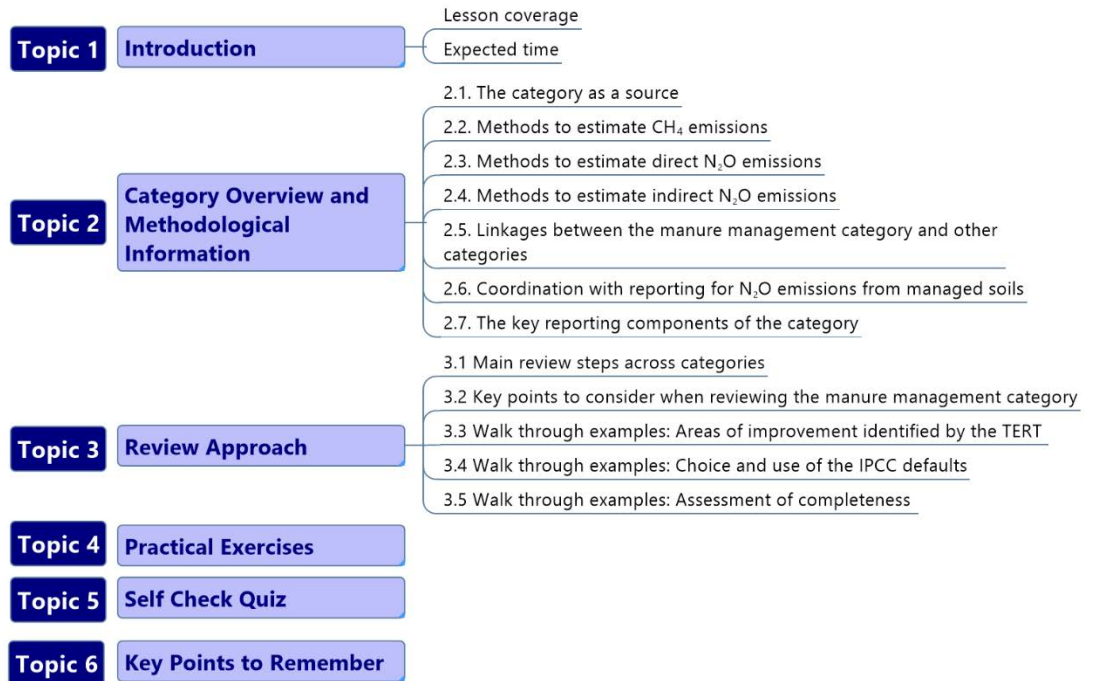 Topic 1
Introduction
Lesson coverage
Expected time
Topic 2
Category Overview and
Methodological
Information
2.1. The category as a source
2.2. Methods to estimate CH₄ emissions
2.3. Methods to estimate direct N₂O emissions
2.4. Methods to estimate indirect N₂O emissions
2.5. Linkages between the manure management category and other
categories
2.6. Coordination with reporting for N₂O emissions from managed soils
2.7. The key reporting components of the category
Topic 3
Review Approach
3.1 Main review steps across categories
3.2 Key points to consider when reviewing the manure management category
3.3 Walk through examples: Areas of improvement identified by the TERT
3.4 Walk through examples: Choice and use of the IPCC defaults
3.5 Walk through examples: Assessment of completeness
Topic 4
Practical Exercises
Topic 5
Self Check Quiz
Topic 6
Key Points to Remember